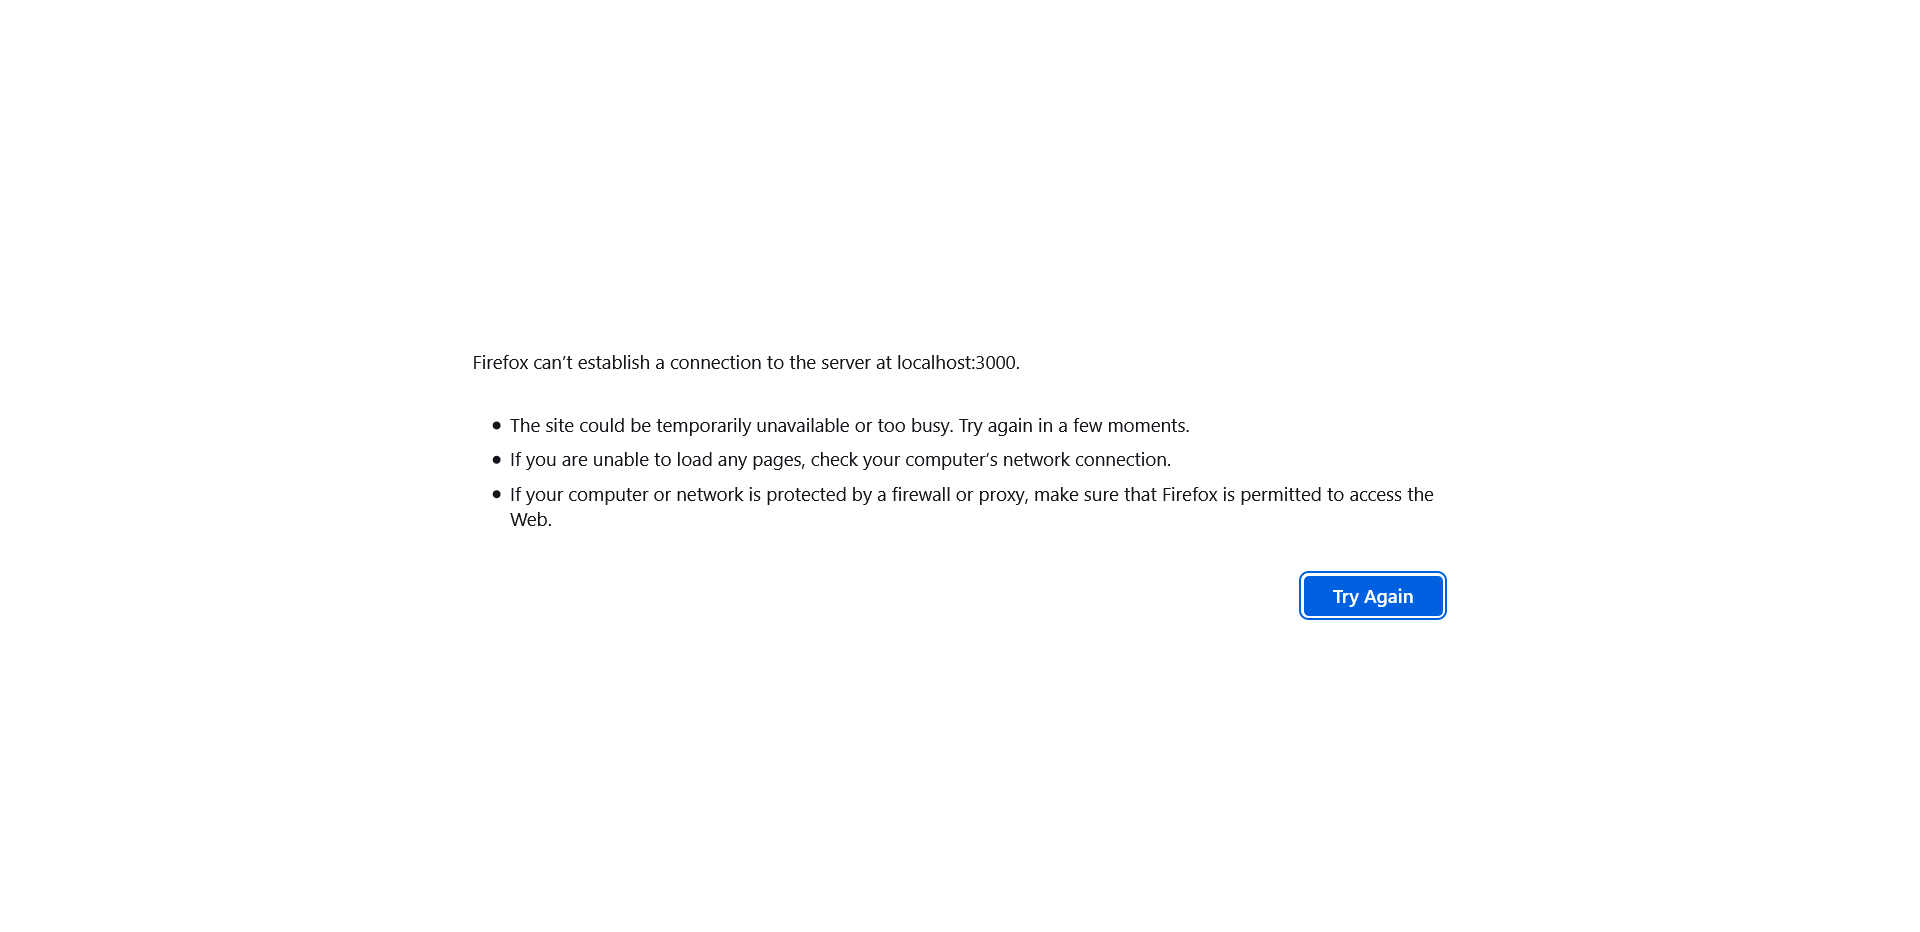 Firefox can’t establish a connection to the server at localhost:3000.
The site could be temporarily unavailable or too busy. Try again in a few moments.
If you are unable to load any pages, check your computer’s network connection.
If your computer or network is protected by a firewall or proxy, make sure that Firefox is permitted to access the
Web.
Try Again